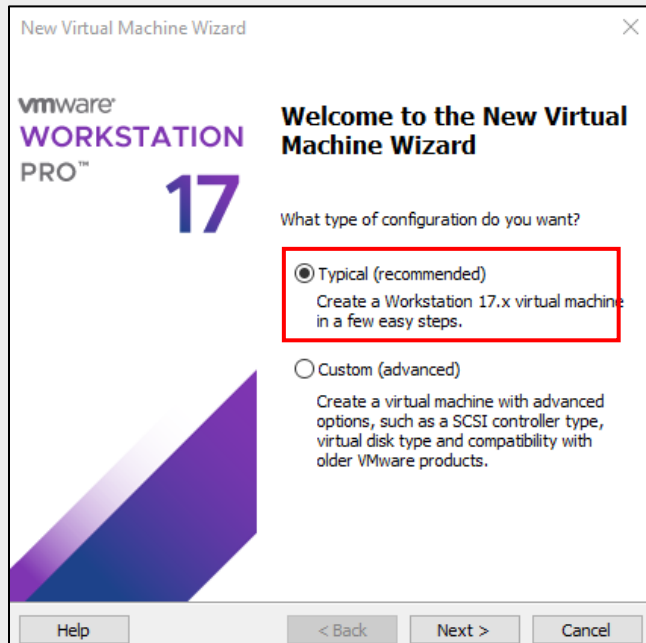 New Virtual Machine Wizard
vmware®
WORKSTATION
PRO™
17
Welcome to the New Virtual
Machine Wizard
What type of configuration do you want?
Typical (recommended)
Create a Workstation 17.x virtual machine
in a few easy steps.
Custom (advanced)
Create a virtual machine with advanced
options, such as a SCSI controller type,
virtual disk type and compatibility with
older VMware products.
Help
< Back
Next >
Cancel